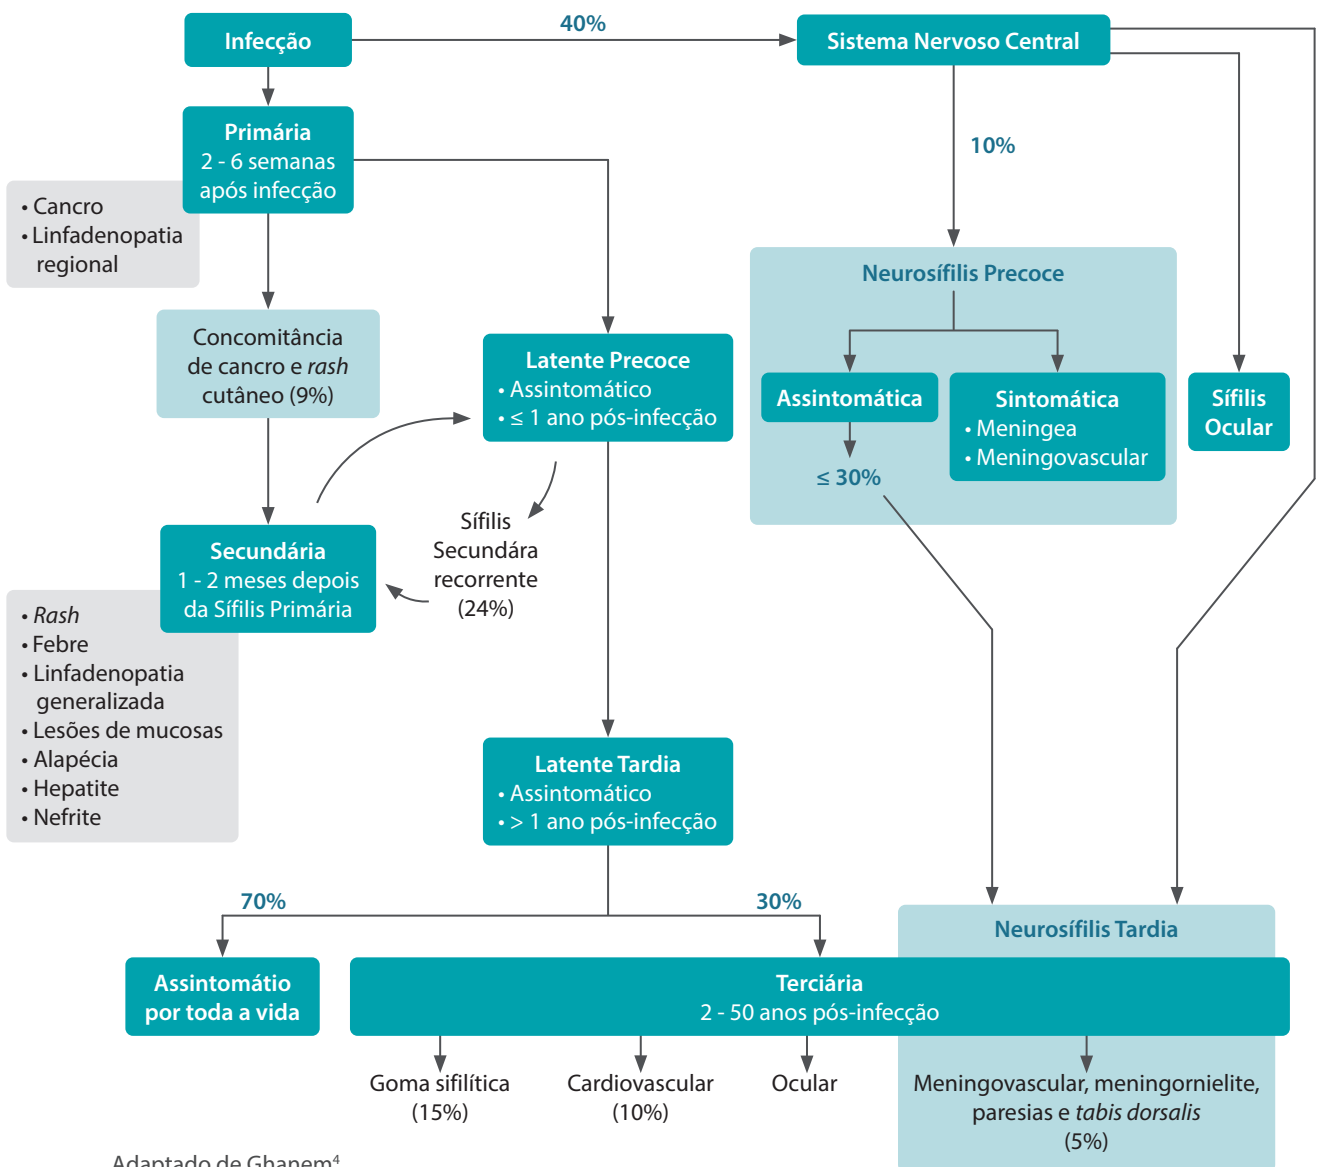 Infecção
40%
Sistema Nervoso Central
Primária
2 - 6 semanas
após infecção
• Cancro
• Linfadenopatia
regional
10%
Concomitância
de cancro e rash
cutâneo (9%)
Latente Precoce
• Assintomático
• ≤ 1 ano pós-infecção
Neurosífilis Precoce
Assintomática
≤ 30%
Sintomática
• Meningea
• Meningovascular
Sífilis
Ocular
Sífilis
Secundára
recorrente
(24%)
Secundária
1 - 2 meses depois
da Sífilis Primária
• Rash
• Febre
• Linfadenopatia
generalizada
• Lesões de mucosas
• Alapécia
• Hepatite
• Nefrite
Latente Tardia
• Assintomático
• > 1 ano pós-infecção
70%
30%
Neurosífilis Tardia
Assintomátio
por toda a vida
Terciária
2 - 50 anos pós-infecção
Goma sifilítica
(15%)
Cardiovascular
(10%)
Ocular
Meningovascular, meningornielite,
paresias e tabis dorsalis
(5%)
Adaptado de Ghanem⁴